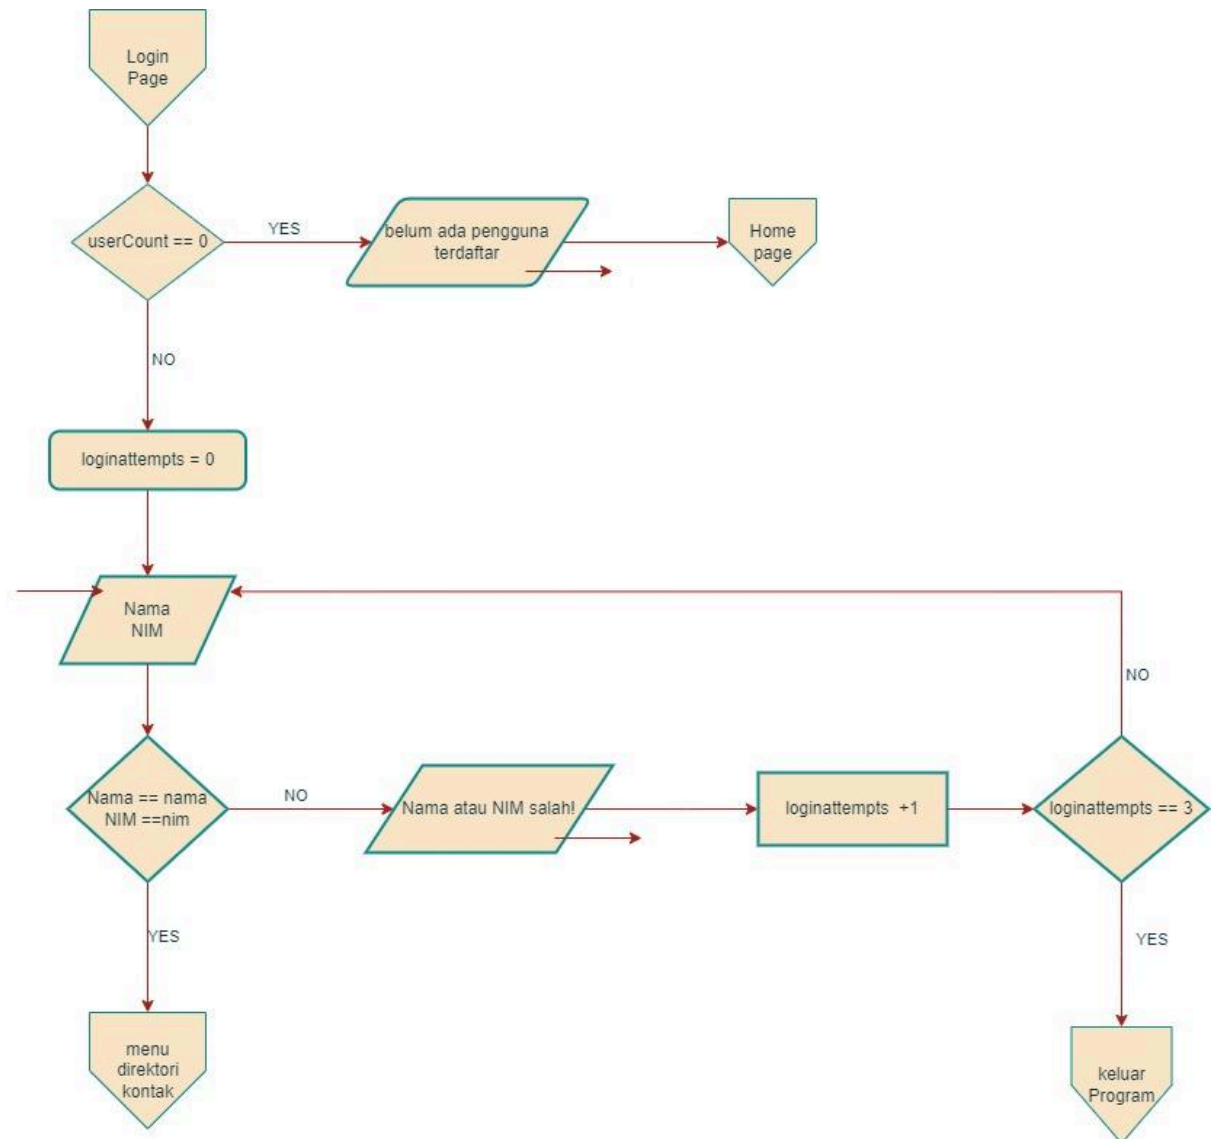 Login
Page
userCount == 0
YES
belum ada pengguna
terdaftar
Home
page
NO
loginattempts = 0
Nama
NIM
NO
Nama == nama
NIM ==nim
NO
Nama atau NIM salah!
loginattempts  +1
loginattempts == 3
YES
YES
menu
direktori
kontak
keluar
Program